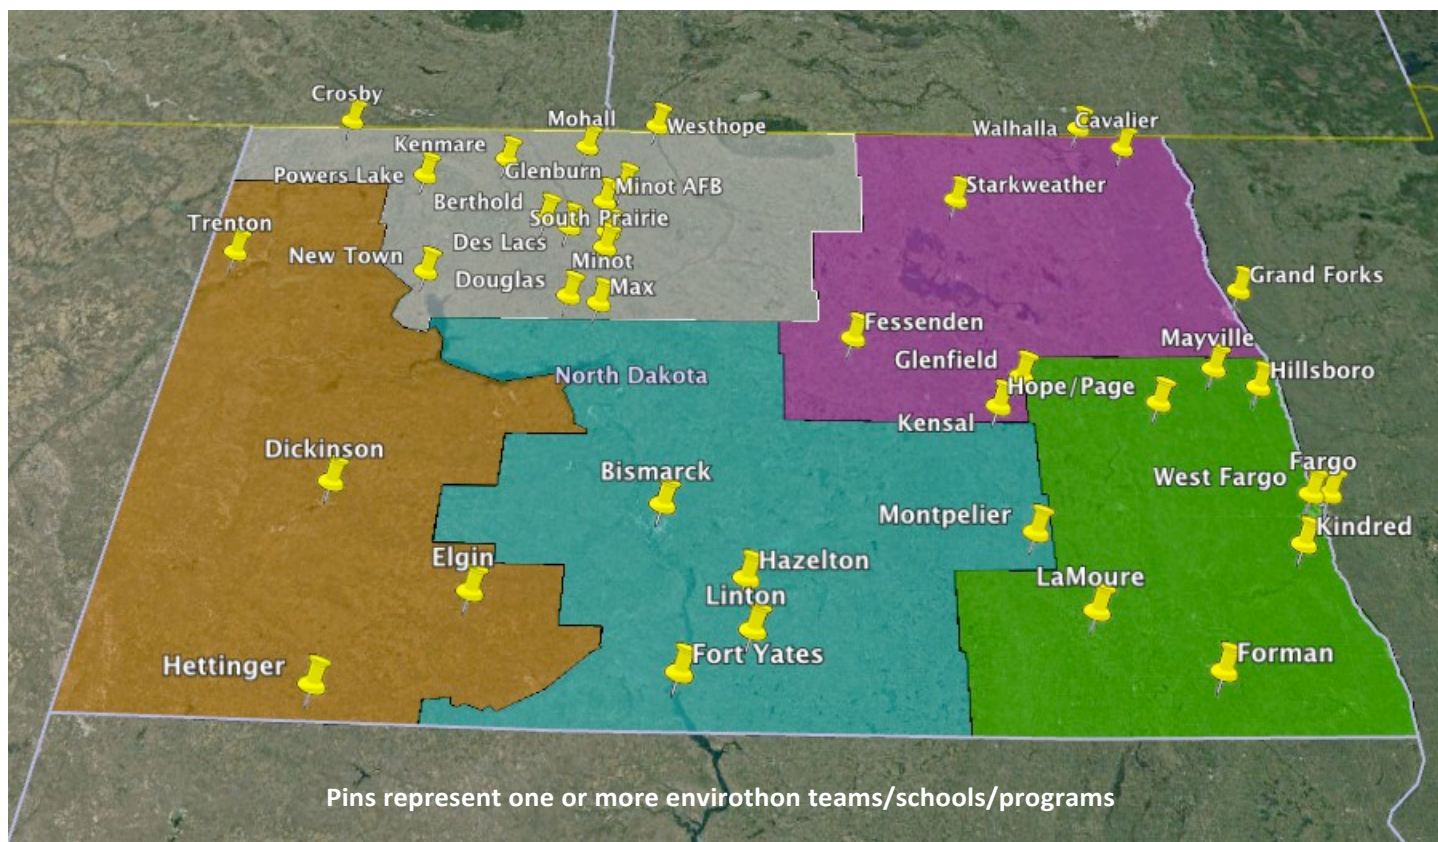 Crosby
Mohall
Westhope
Walhalla
Cavalier
Kenmare
Glenburn
Powers Lake
Minot AFB
Starkweather
Berthold
South Prairie
Trenton
Des Lacs
New Town
Minot
Douglas
Max
Grand Forks
Fessenden
Mayville
Glenfield
Hillsboro
North Dakota
Hope/Page
Kensal
Dickinson
Bismarck
Fargo
West Fargo
Montpelier
Kindred
Elgin
Hazelton
LaMoure
Linton
Fort Yates
Forman
Hettinger
Pins represent one or more envirothon teams/schools/programs